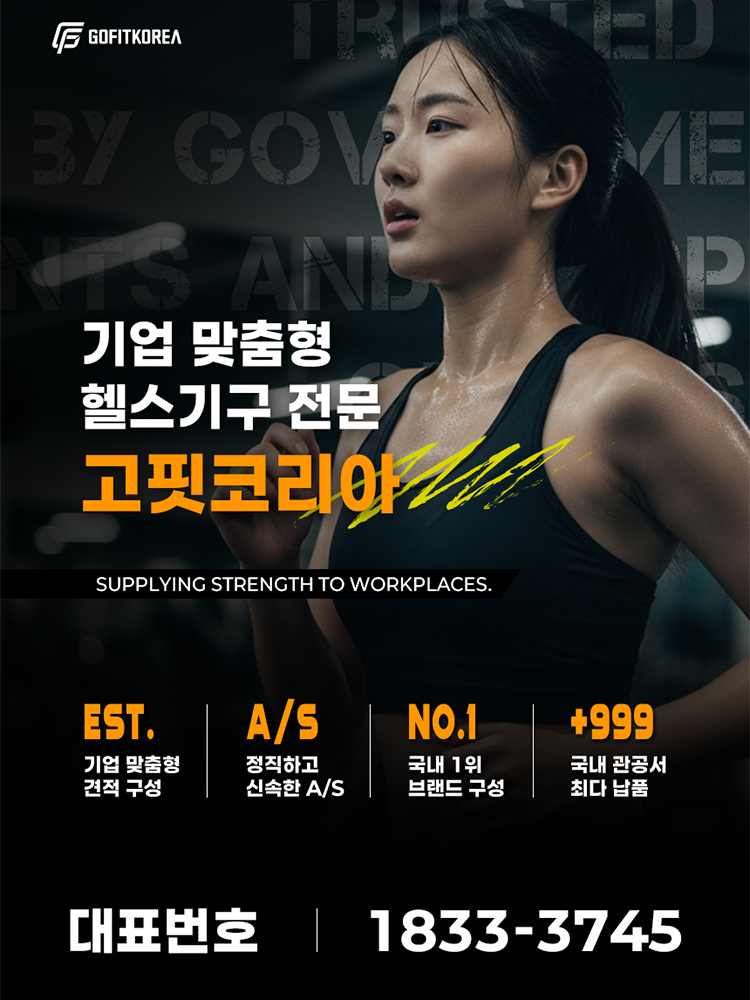 GOFITKOREA
TRUSTED
BY GOV ME
NTS AND
기업 맞춤형
헬스기구 전문
고핏코리아
SUPPLYING STRENGTH TO WORKPLACES.
EST.
기업 맞춤형
견적 구성
A/S
정직하고
신속한 A/S
NO.1
국내 1위
브랜드 구성
+999
국내 관공서
최다 납품
대표번호
1833-3745